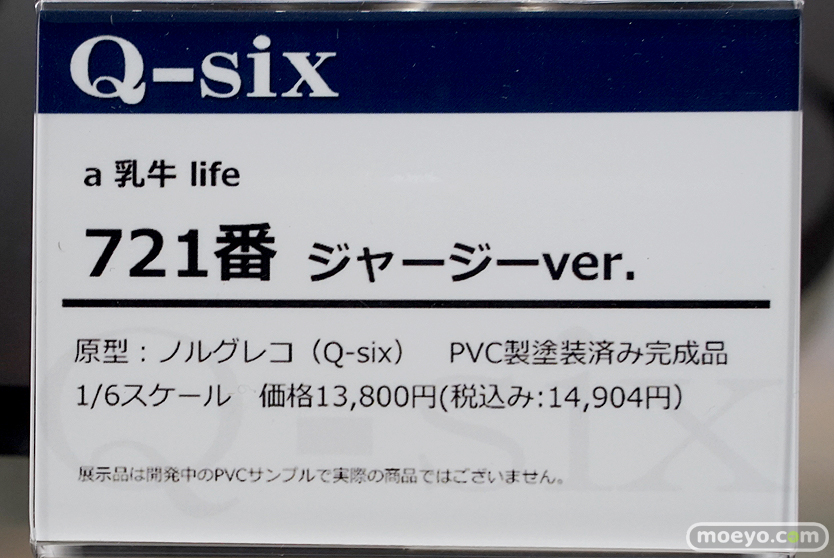 Q-six
a 乳牛 life
721番 ジャージーver.
原型：ノルグレコ（Q-six） PVC製塗装済み完成品
1/6スケール 価格13,800円(税込み:14,904円）
展示品は開発中のPVCサンプルで実際の商品ではございません。
Q-six
moeyo.com